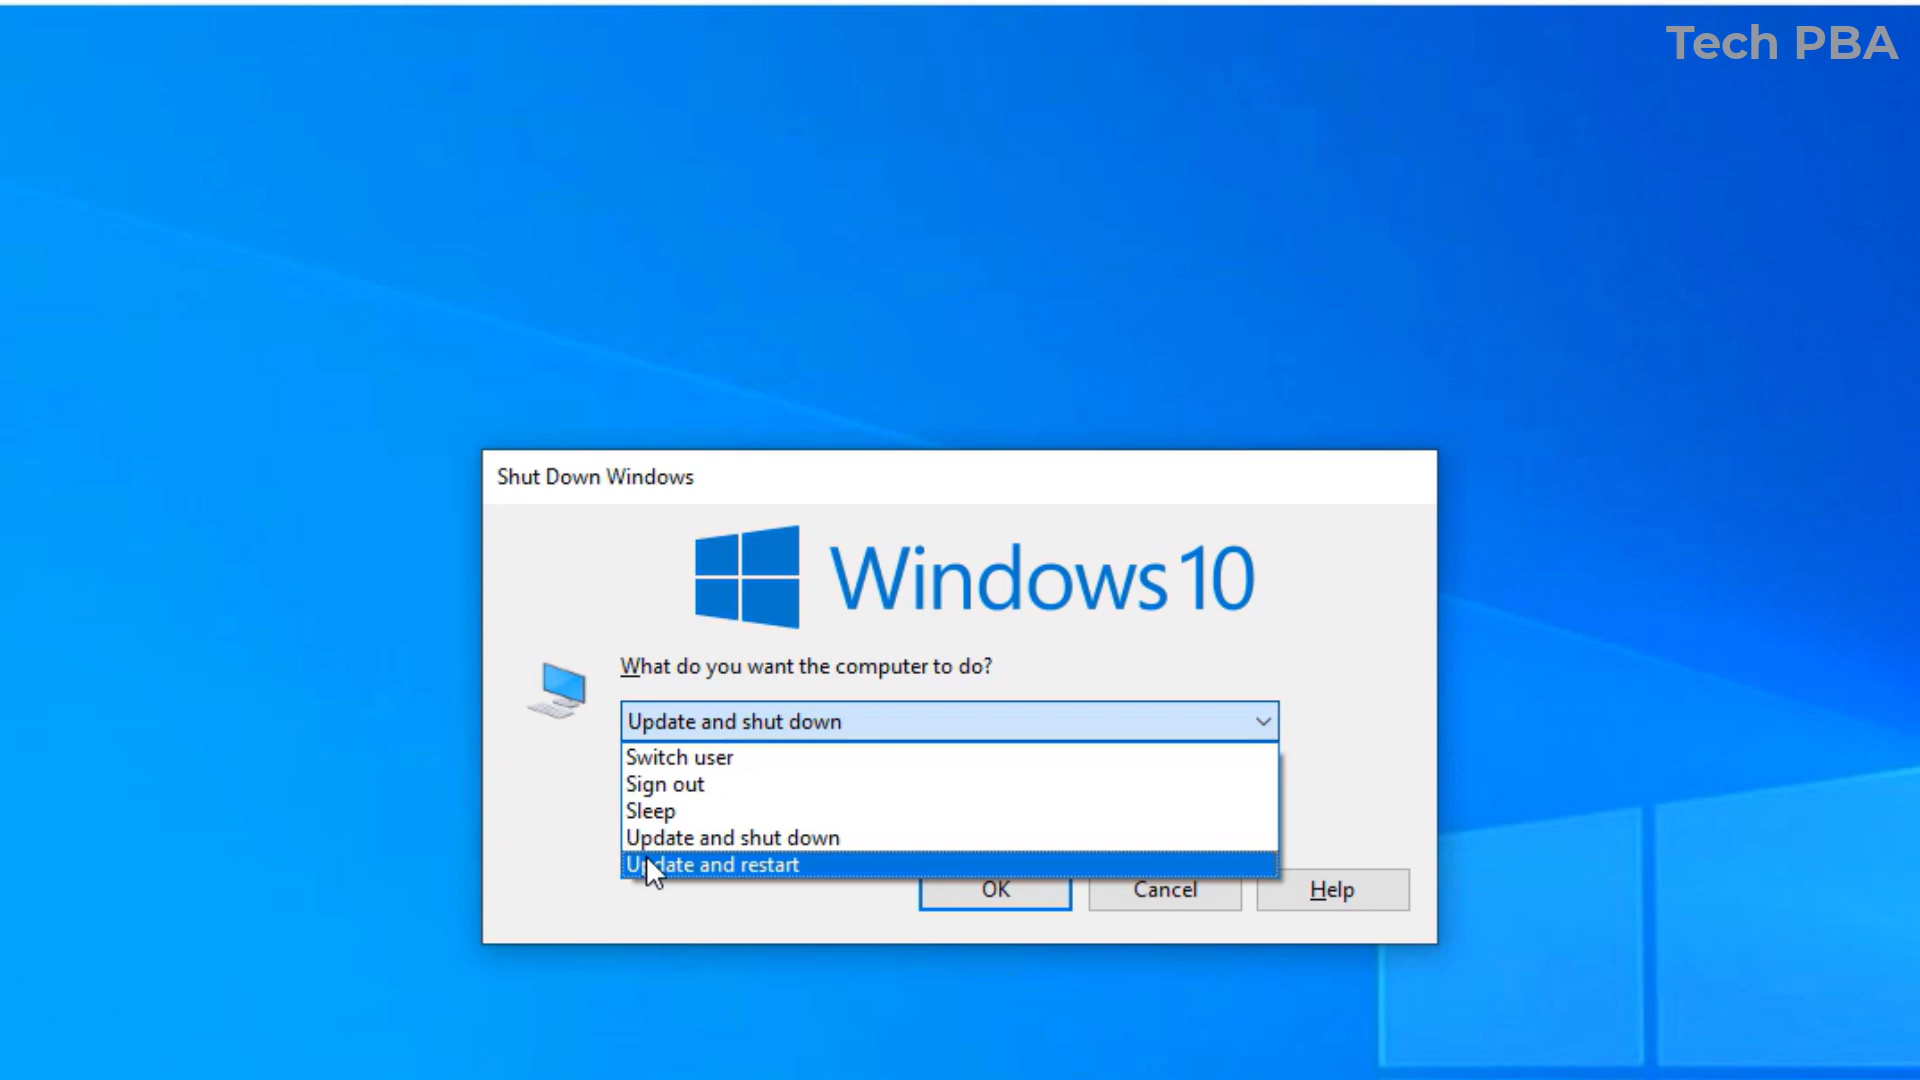 Tech PBA
Shut Down Windows
Windows 10
What do you want the computer to do?
Update and shut down
Switch user
Sign out
Sleep
Update and shut down
Update and restart
OK
Cancel
Help